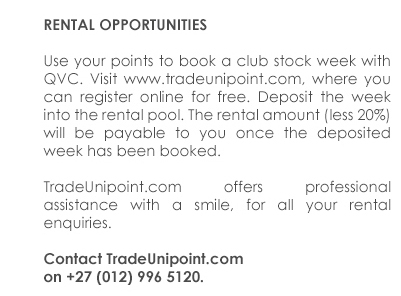 RENTAL OPPORTUNITIES
Use your points to book a club stock week with
QVC. Visit www.tradeunipoint.com, where you
can register online for free. Deposit the week
into the rental pool. The rental amount (less 20%)
will be payable to you once the deposited
week has been booked.
TradeUnipoint.com offers professional
assistance with a smile, for all your rental
enquiries.
Contact TradeUnipoint.com
on +27 (012) 996 5120.